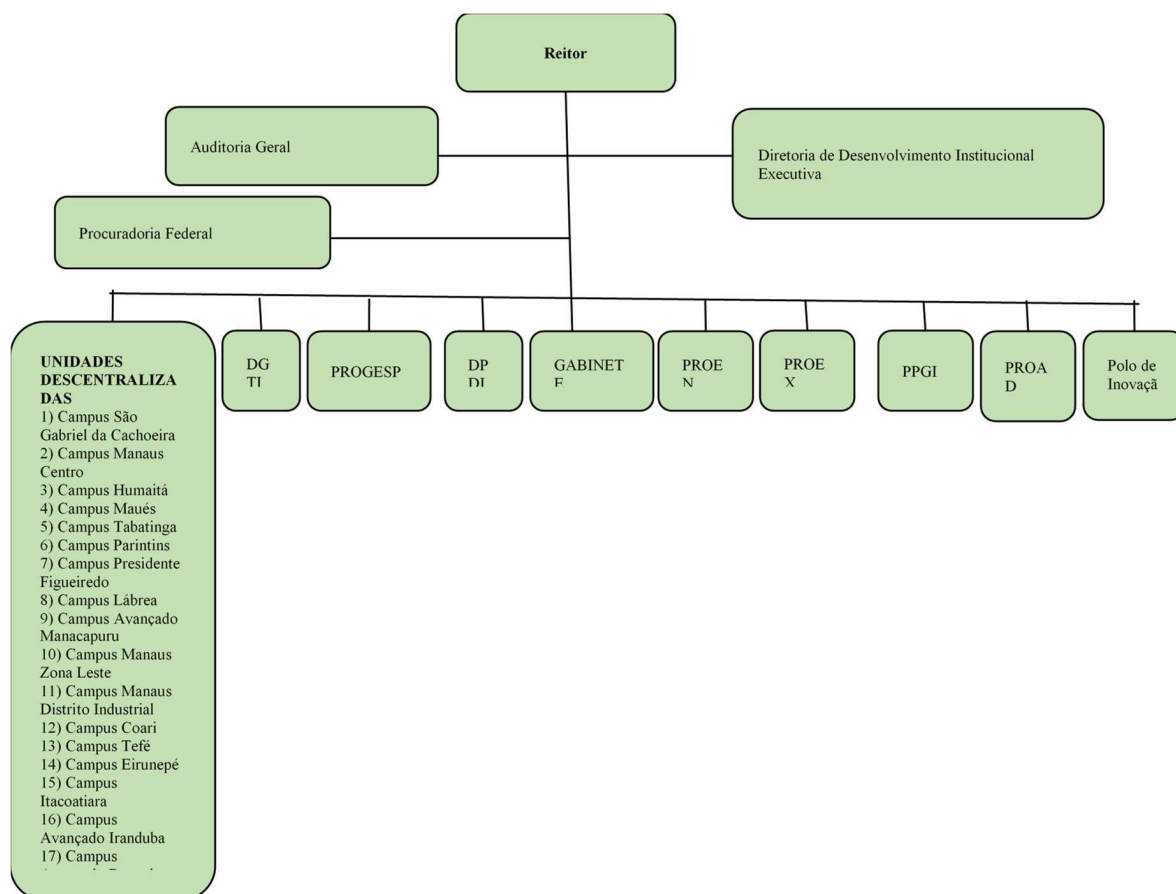 Reitor
Auditoria Geral
Diretoria de Desenvolvimento Institucional
Executiva
Procuradoria Federal
UNIDADES
DESCENTRALIZA
DAS
1) Campus São
Gabriel da Cachoeira
2) Campus Manaus
Centro
3) Campus Humaitá
4) Campus Maués
5) Campus Tabatinga
6) Campus Parintins
7) Campus Presidente
Figueiredo
8) Campus Lábrea
9) Campus Avançado
Manacapuru
10) Campus Manaus
Zona Leste
11) Campus Manaus
Distrito Industrial
12) Campus Coari
13) Campus Tefé
14) Campus Eirunepé
15) Campus
Itacoatiara
16) Campus
Avançado Iranduba
17) Campus
DG
TI
PROGESP
DP
DI
GABINET
E
PROE
N
PROE
X
PPGI
PROA
D
Polo de
Inovaçã